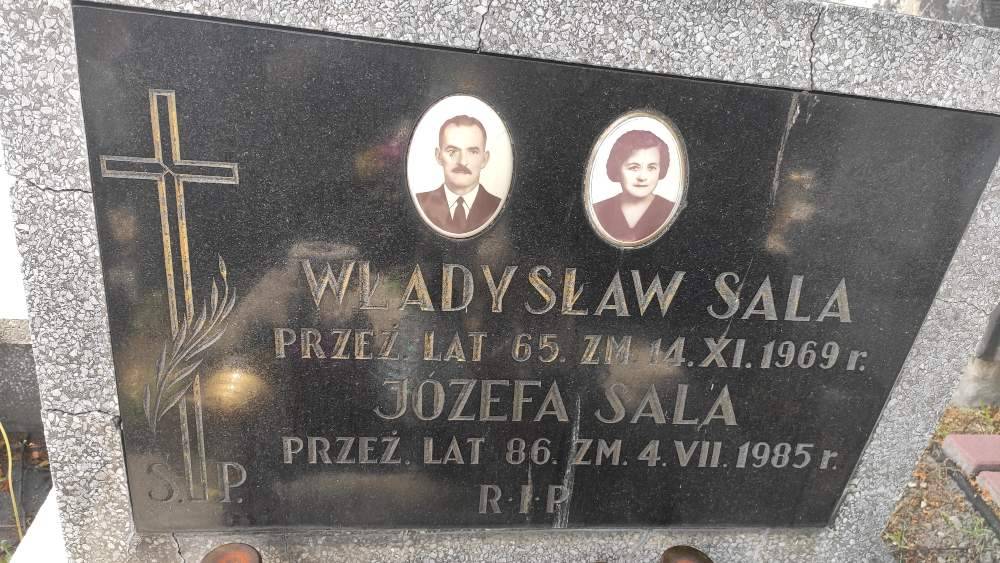 WŁADYSŁAW SALA
PRZEŻ. LAT 65. ZM. 14.XI.1969 r.
JÓZEFA SALA
PRZEŻ. LAT 86. ZM. 4.VII.1985 r.
Ś.P.
R·I·P